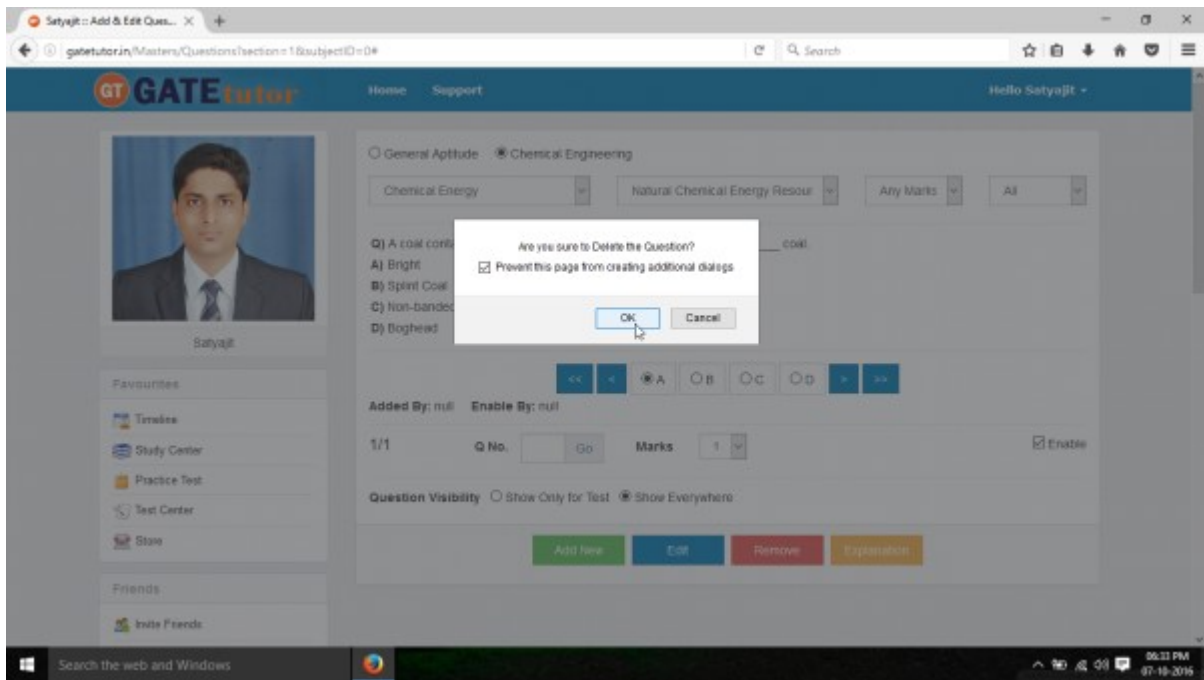 Satyajit :: Add & Edit Ques...
gatetutor.in/Masters/Questions?section=1&subjectID=0#
Search
GT GATEtutor
Home Support
Hello Satyajit
General Aptitude Chemical Engineering
Chemical Energy Natural Chemical Energy Resour Any Marks All
Q) A coal conta ____ coal.
A) Bright
B) Splint Coal
C) Non-banded
D) Boghead
Are you sure to Delete the Question?
Prevent this page from creating additional dialogs
OK Cancel
Satyajit
<< < A B C D > >>
Added By: null Enable By: null
1/1 Q No. Go Marks 1 Enable
Question Visibility Show Only for Test Show Everywhere
Add New Edit Remove Explanation
Favourites
Timeline
Study Center
Practice Test
Test Center
Store
Friends
Invite Friends
Search the web and Windows
06:33 PM
07-10-2016